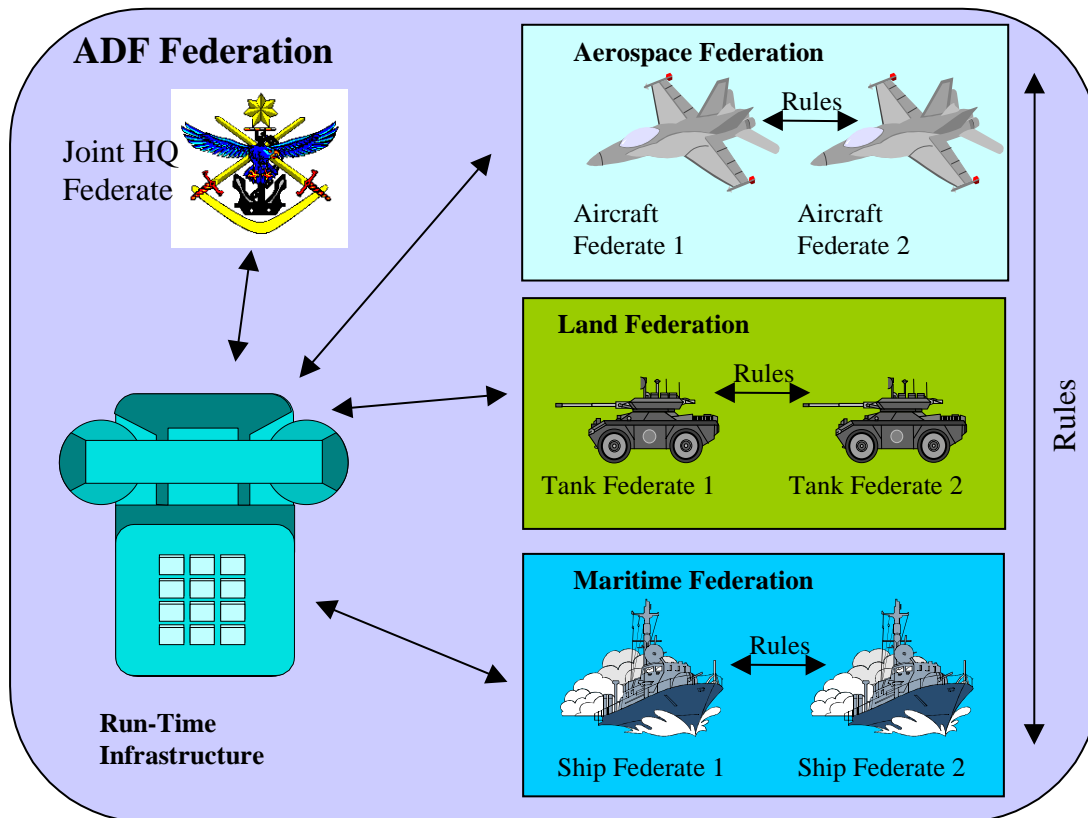 ADF Federation
Joint HQ
Federate
Run-Time
Infrastructure
Aerospace Federation
Rules
Aircraft
Federate 1
Aircraft
Federate 2
Land Federation
Rules
Tank Federate 1
Tank Federate 2
Maritime Federation
Rules
Ship Federate 1
Ship Federate 2
Rules